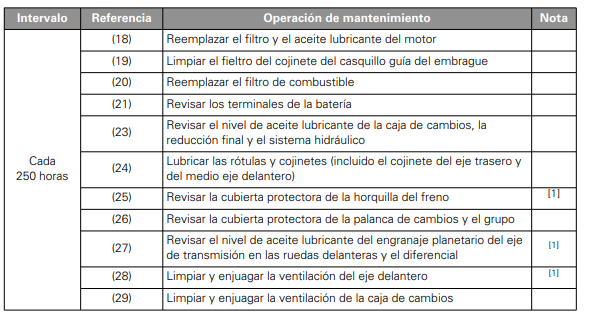 Intervalo Referencia Operación de mantenimiento Nota
Cada
250 horas
(18) Reemplazar el filtro y el aceite lubricante del motor
(19) Limpiar el fieltro del cojinete del casquillo guía del embrague
(20) Reemplazar el filtro de combustible
(21) Revisar los terminales de la batería
(23) Revisar el nivel de aceite lubricante de la caja de cambios, la
reducción final y el sistema hidráulico
(24) Lubricar las rótulas y cojinetes (incluido el cojinete del eje trasero y
del medio eje delantero)
(25) Revisar la cubierta protectora de la horquilla del freno [1]
(26) Revisar la cubierta protectora de la palanca de cambios y el grupo
(27) Revisar el nivel de aceite lubricante del engranaje planetario del eje
de transmisión en las ruedas delanteras y el diferencial [1]
(28) Limpiar y enjuagar la ventilación del eje delantero [1]
(29) Limpiar y enjuagar la ventilación de la caja de cambios